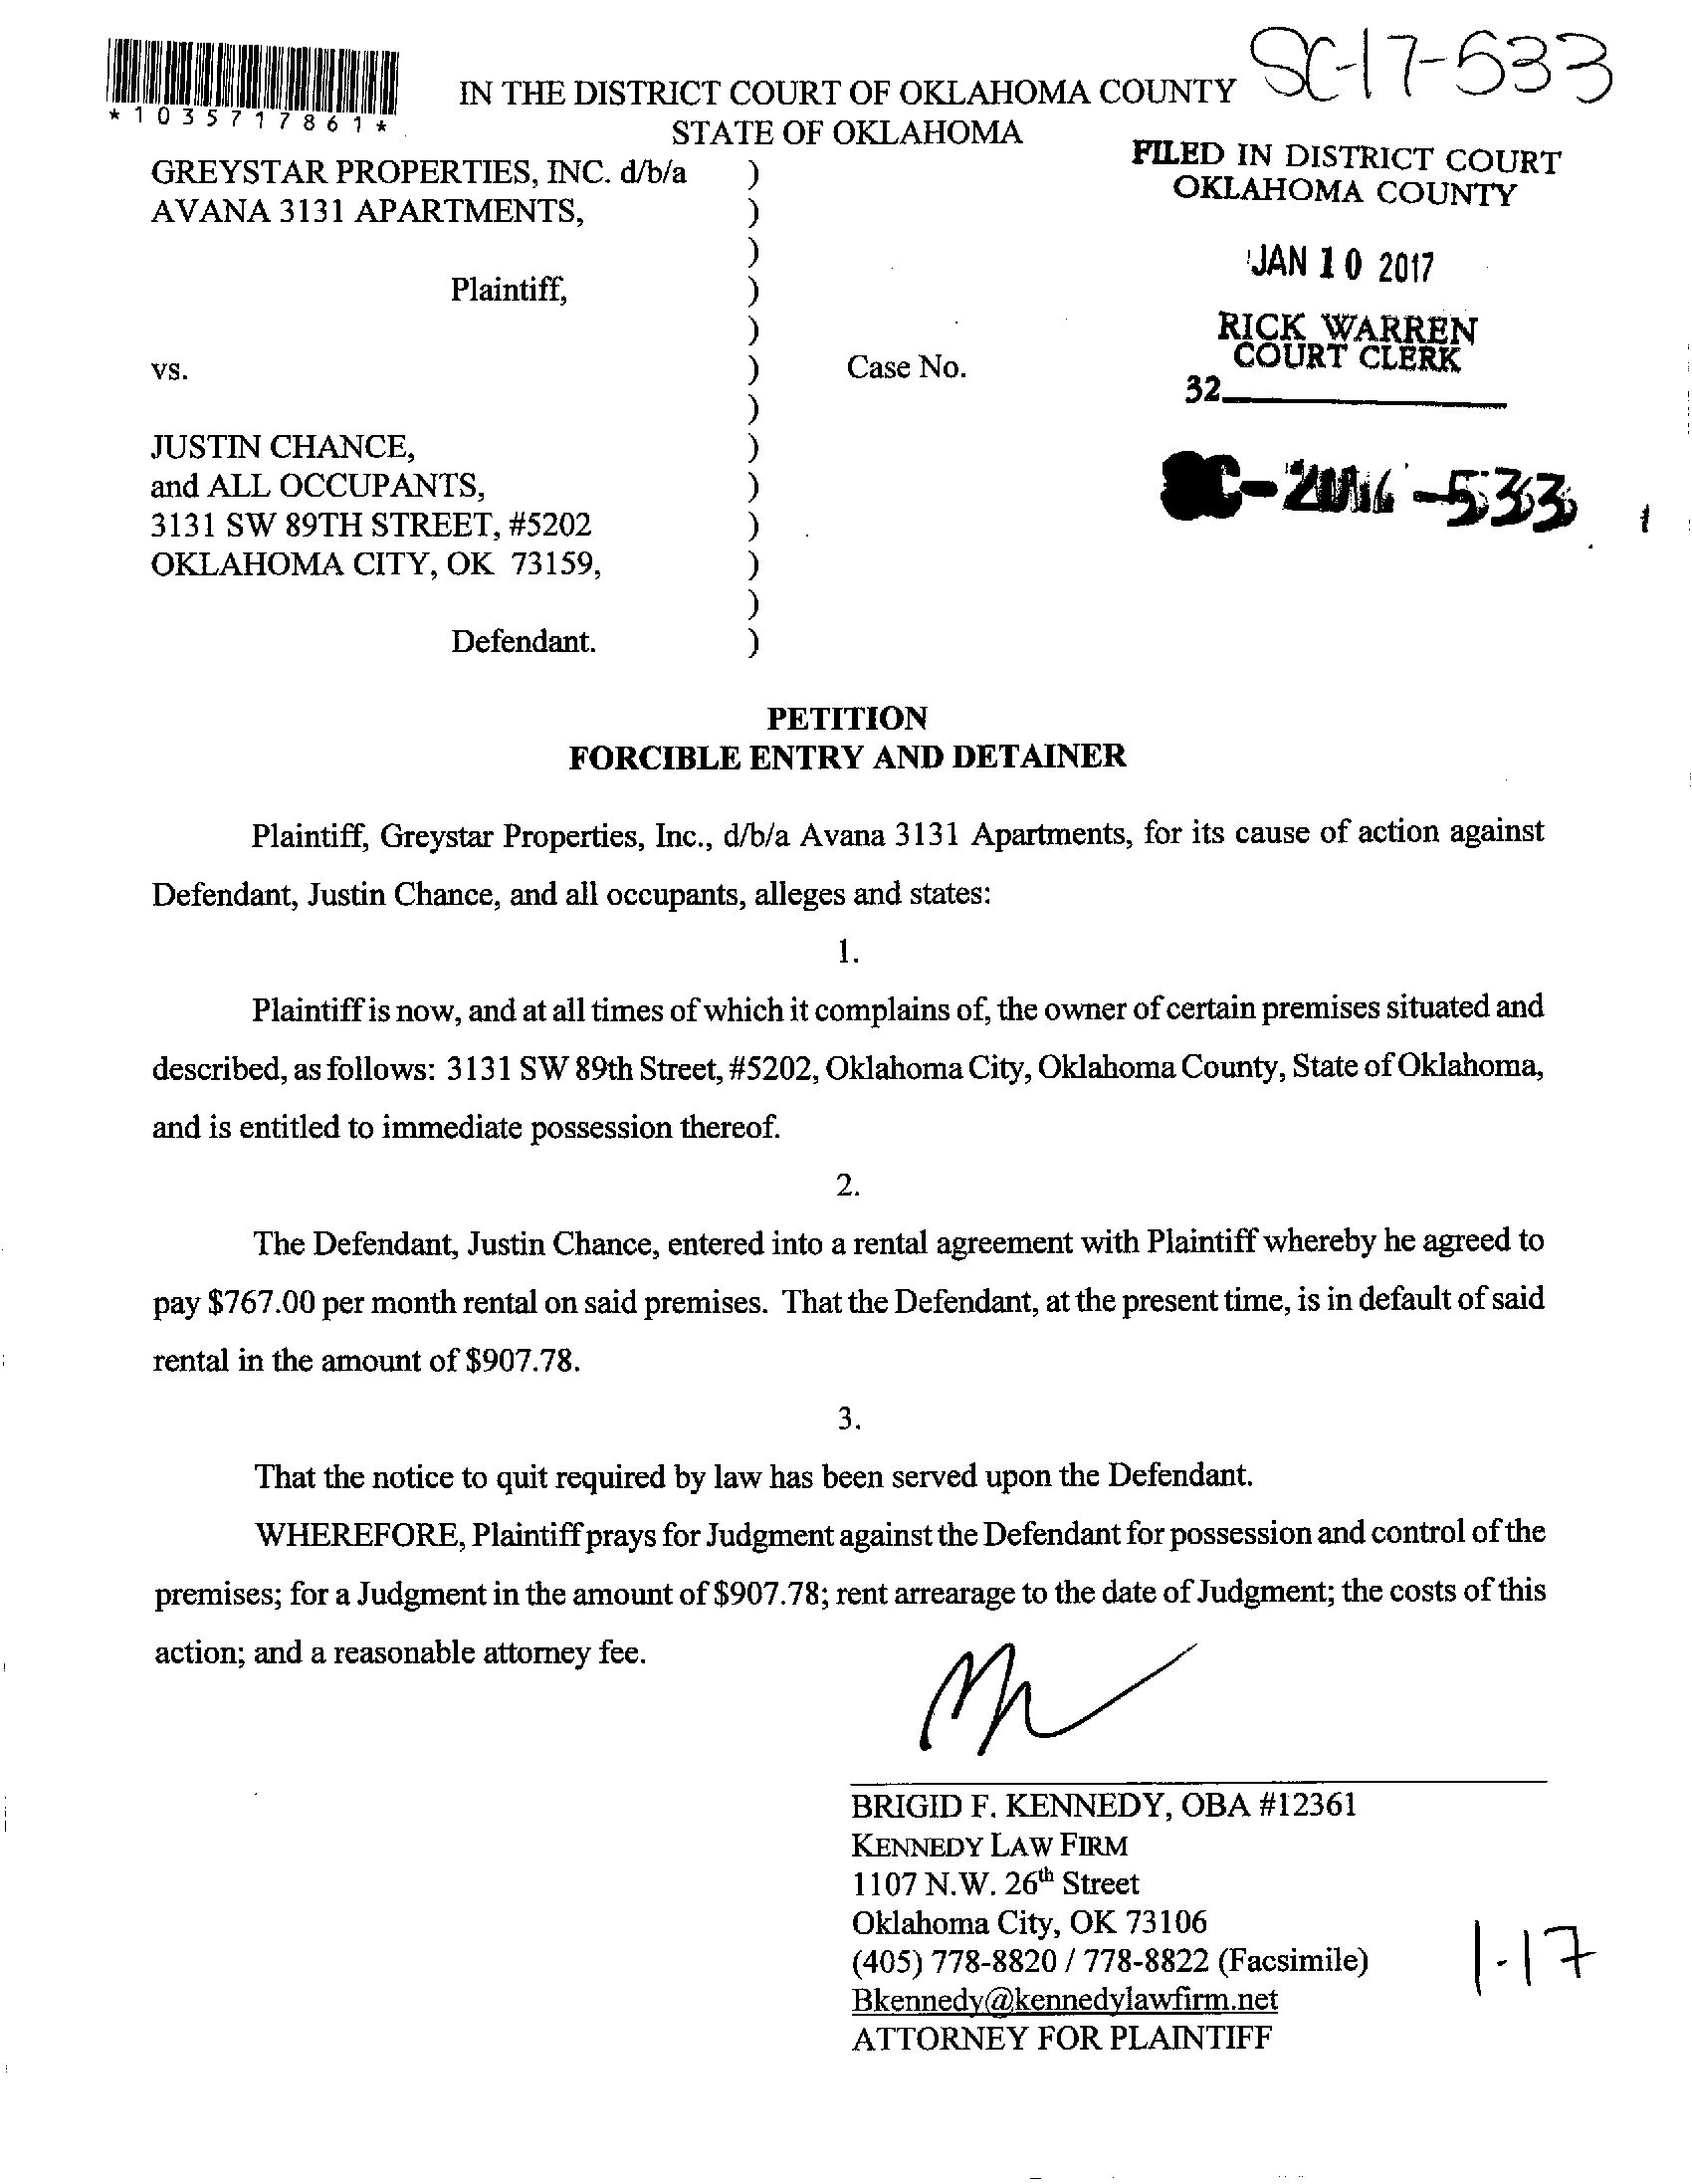 SC-17-533
*1035717861*
IN THE DISTRICT COURT OF OKLAHOMA COUNTY
STATE OF OKLAHOMA
FILED IN DISTRICT COURT
OKLAHOMA COUNTY
JAN 10 2017
RICK WARREN
COURT CLERK
32
GREYSTAR PROPERTIES, INC. d/b/a )
AVANA 3131 APARTMENTS, )
)
Plaintiff, )
)
vs. ) Case No.
)
JUSTIN CHANCE, )
and ALL OCCUPANTS, )
3131 SW 89TH STREET, #5202 )
OKLAHOMA CITY, OK 73159, )
)
Defendant. )
SC-2016-533
PETITION
FORCIBLE ENTRY AND DETAINER
Plaintiff, Greystar Properties, Inc., d/b/a Avana 3131 Apartments, for its cause of action against
Defendant, Justin Chance, and all occupants, alleges and states:
1.
Plaintiff is now, and at all times of which it complains of, the owner of certain premises situated and
described, as follows: 3131 SW 89th Street, #5202, Oklahoma City, Oklahoma County, State of Oklahoma,
and is entitled to immediate possession thereof.
2.
The Defendant, Justin Chance, entered into a rental agreement with Plaintiff whereby he agreed to
pay $767.00 per month rental on said premises. That the Defendant, at the present time, is in default of said
rental in the amount of $907.78.
3.
That the notice to quit required by law has been served upon the Defendant.
WHEREFORE, Plaintiff prays for Judgment against the Defendant for possession and control of the
premises; for a Judgment in the amount of $907.78; rent arrearage to the date of Judgment; the costs of this
action; and a reasonable attorney fee.
BRIGID F. KENNEDY, OBA #12361
KENNEDY LAW FIRM
1107 N.W. 26th Street
Oklahoma City, OK 73106
(405) 778-8820 / 778-8822 (Facsimile)
Bkennedy@kennedylawfirm.net
ATTORNEY FOR PLAINTIFF
1-17